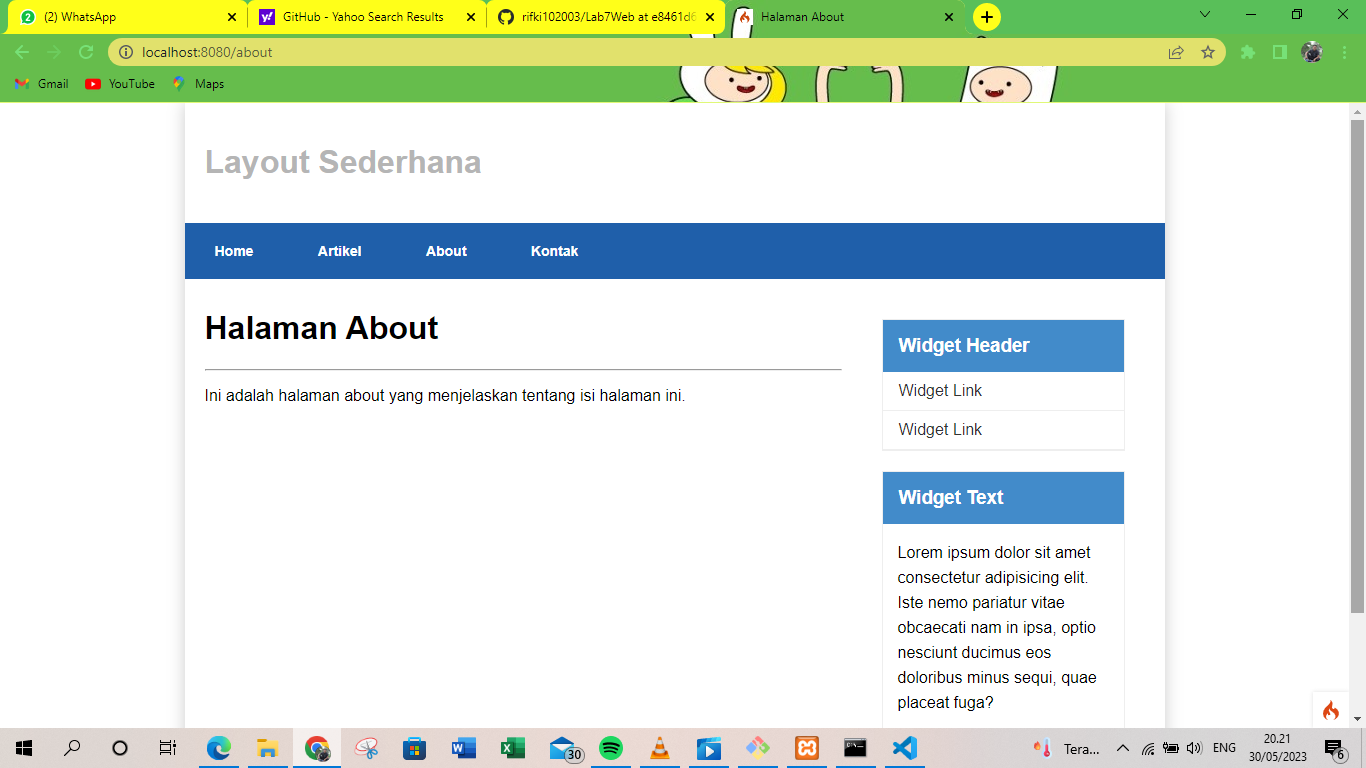 2
(2) WhatsApp
GitHub - Yahoo Search Results
rifki102003/Lab7Web at e8461d6
Halaman About
localhost:8080/about
Gmail
YouTube
Maps
Layout Sederhana
Home Artikel About Kontak
Halaman About
Ini adalah halaman about yang menjelaskan tentang isi halaman ini.
Widget Header
Widget Link
Widget Link
Widget Text
Lorem ipsum dolor sit amet
consectetur adipisicing elit.
Iste nemo pariatur vitae
obcaecati nam in ipsa, optio
nesciunt ducimus eos
doloribus minus sequi, quae
placeat fuga?
30
Tera...
ENG
20.21
30/05/2023
6